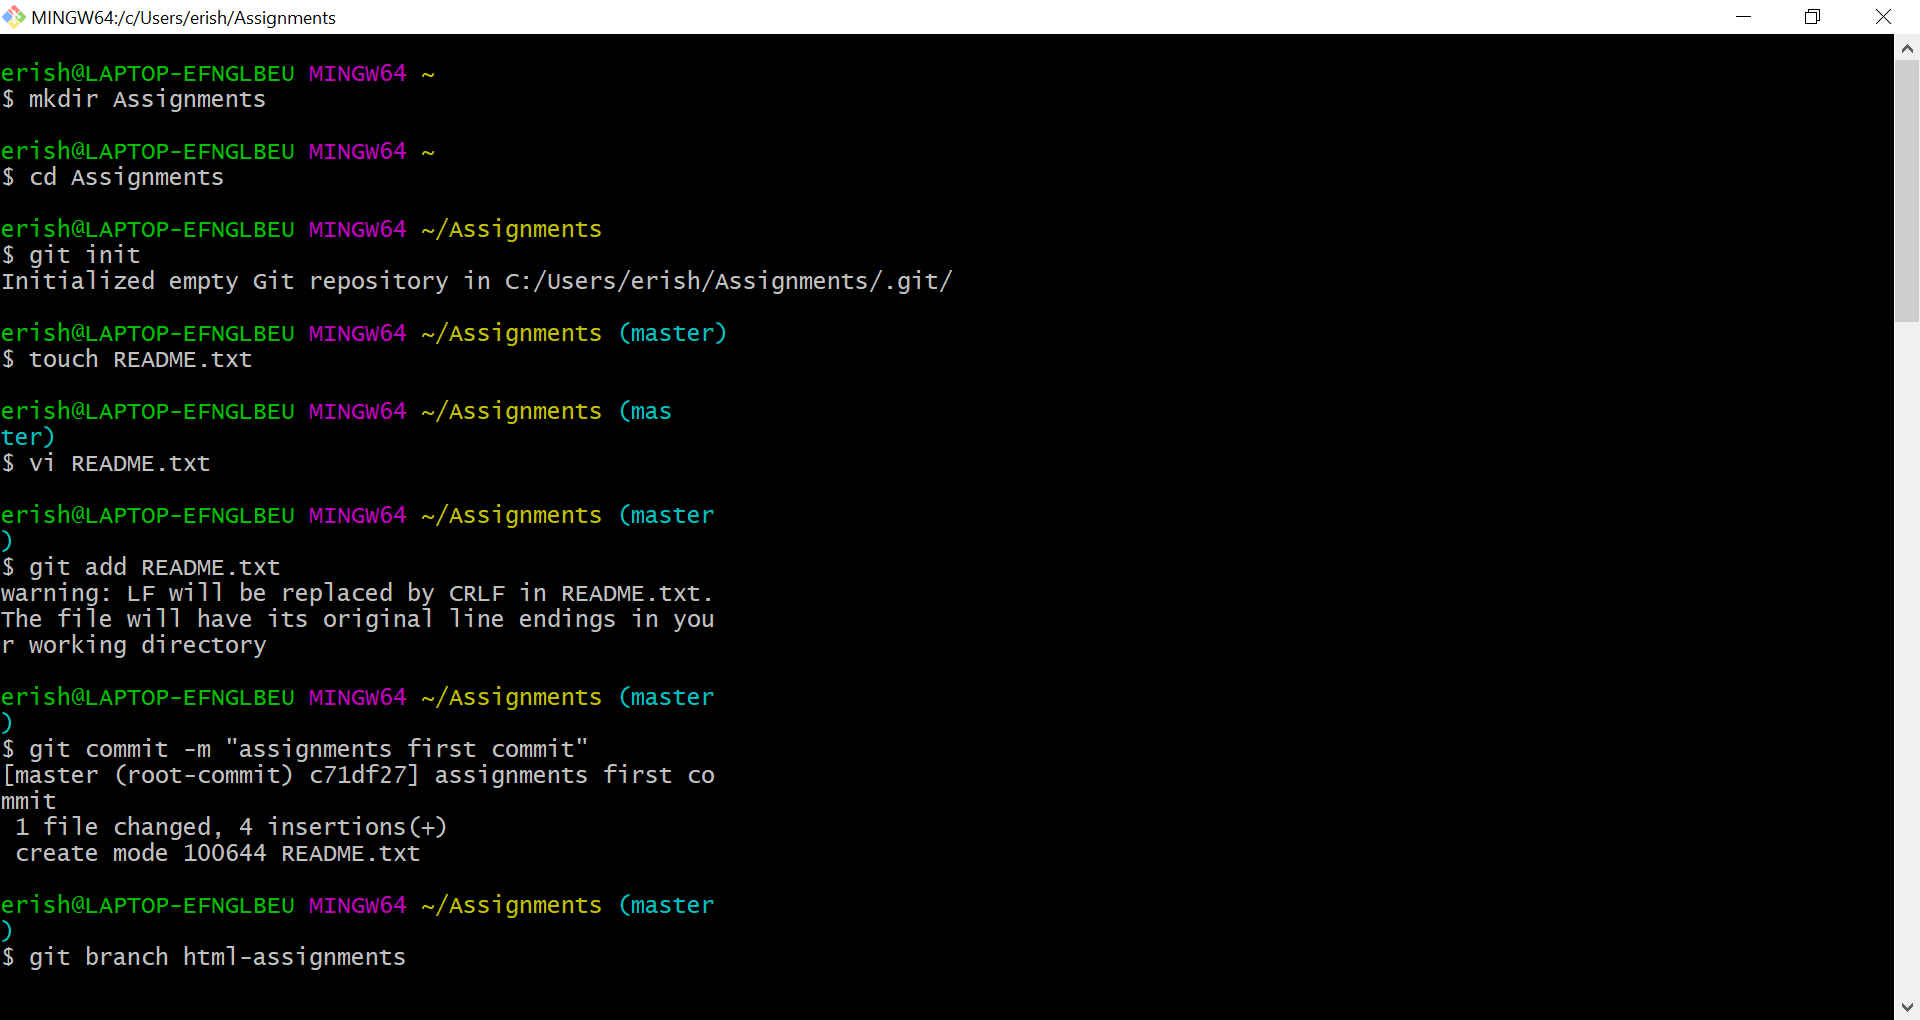 MINGW64:/c/Users/erish/Assignments
erish@LAPTOP-EFNGLBEU MINGW64 ~
$ mkdir Assignments
erish@LAPTOP-EFNGLBEU MINGW64 ~
$ cd Assignments
erish@LAPTOP-EFNGLBEU MINGW64 ~/Assignments
$ git init
Initialized empty Git repository in C:/Users/erish/Assignments/.git/
erish@LAPTOP-EFNGLBEU MINGW64 ~/Assignments (master)
$ touch README.txt
erish@LAPTOP-EFNGLBEU MINGW64 ~/Assignments (mas
ter)
$ vi README.txt
erish@LAPTOP-EFNGLBEU MINGW64 ~/Assignments (master
)
$ git add README.txt
warning: LF will be replaced by CRLF in README.txt.
The file will have its original line endings in you
r working directory
erish@LAPTOP-EFNGLBEU MINGW64 ~/Assignments (master
)
$ git commit -m "assignments first commit"
[master (root-commit) c71df27] assignments first co
mmit
 1 file changed, 4 insertions(+)
 create mode 100644 README.txt
erish@LAPTOP-EFNGLBEU MINGW64 ~/Assignments (master
)
$ git branch html-assignments